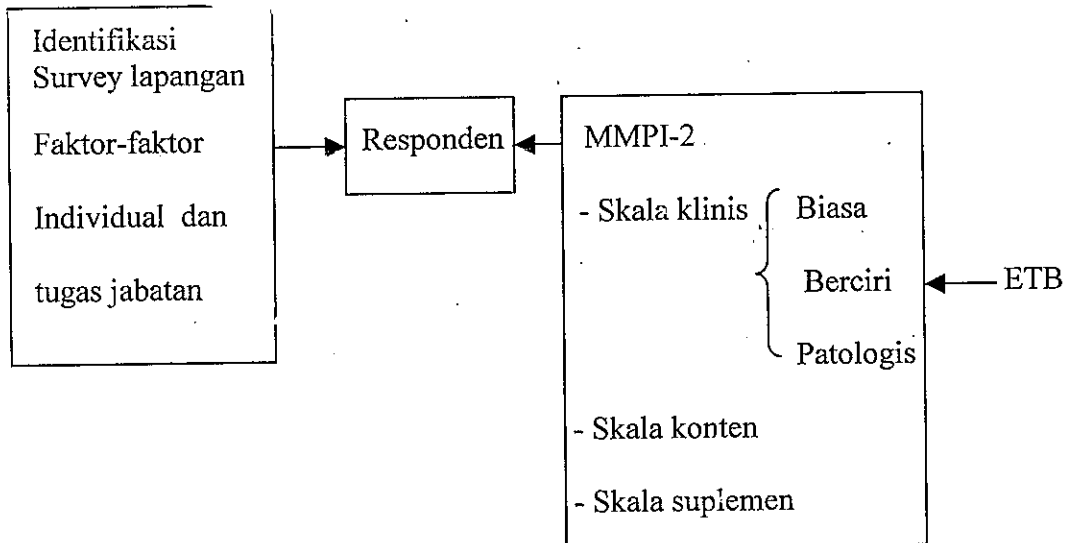 Identifikasi
Survey lapangan
Faktor-faktor
Individual dan
tugas jabatan
Responden
MMPI-2
- Skala klinis
Biasa
Berciri
Patologis
- Skala konten
- Skala suplemen
ETB